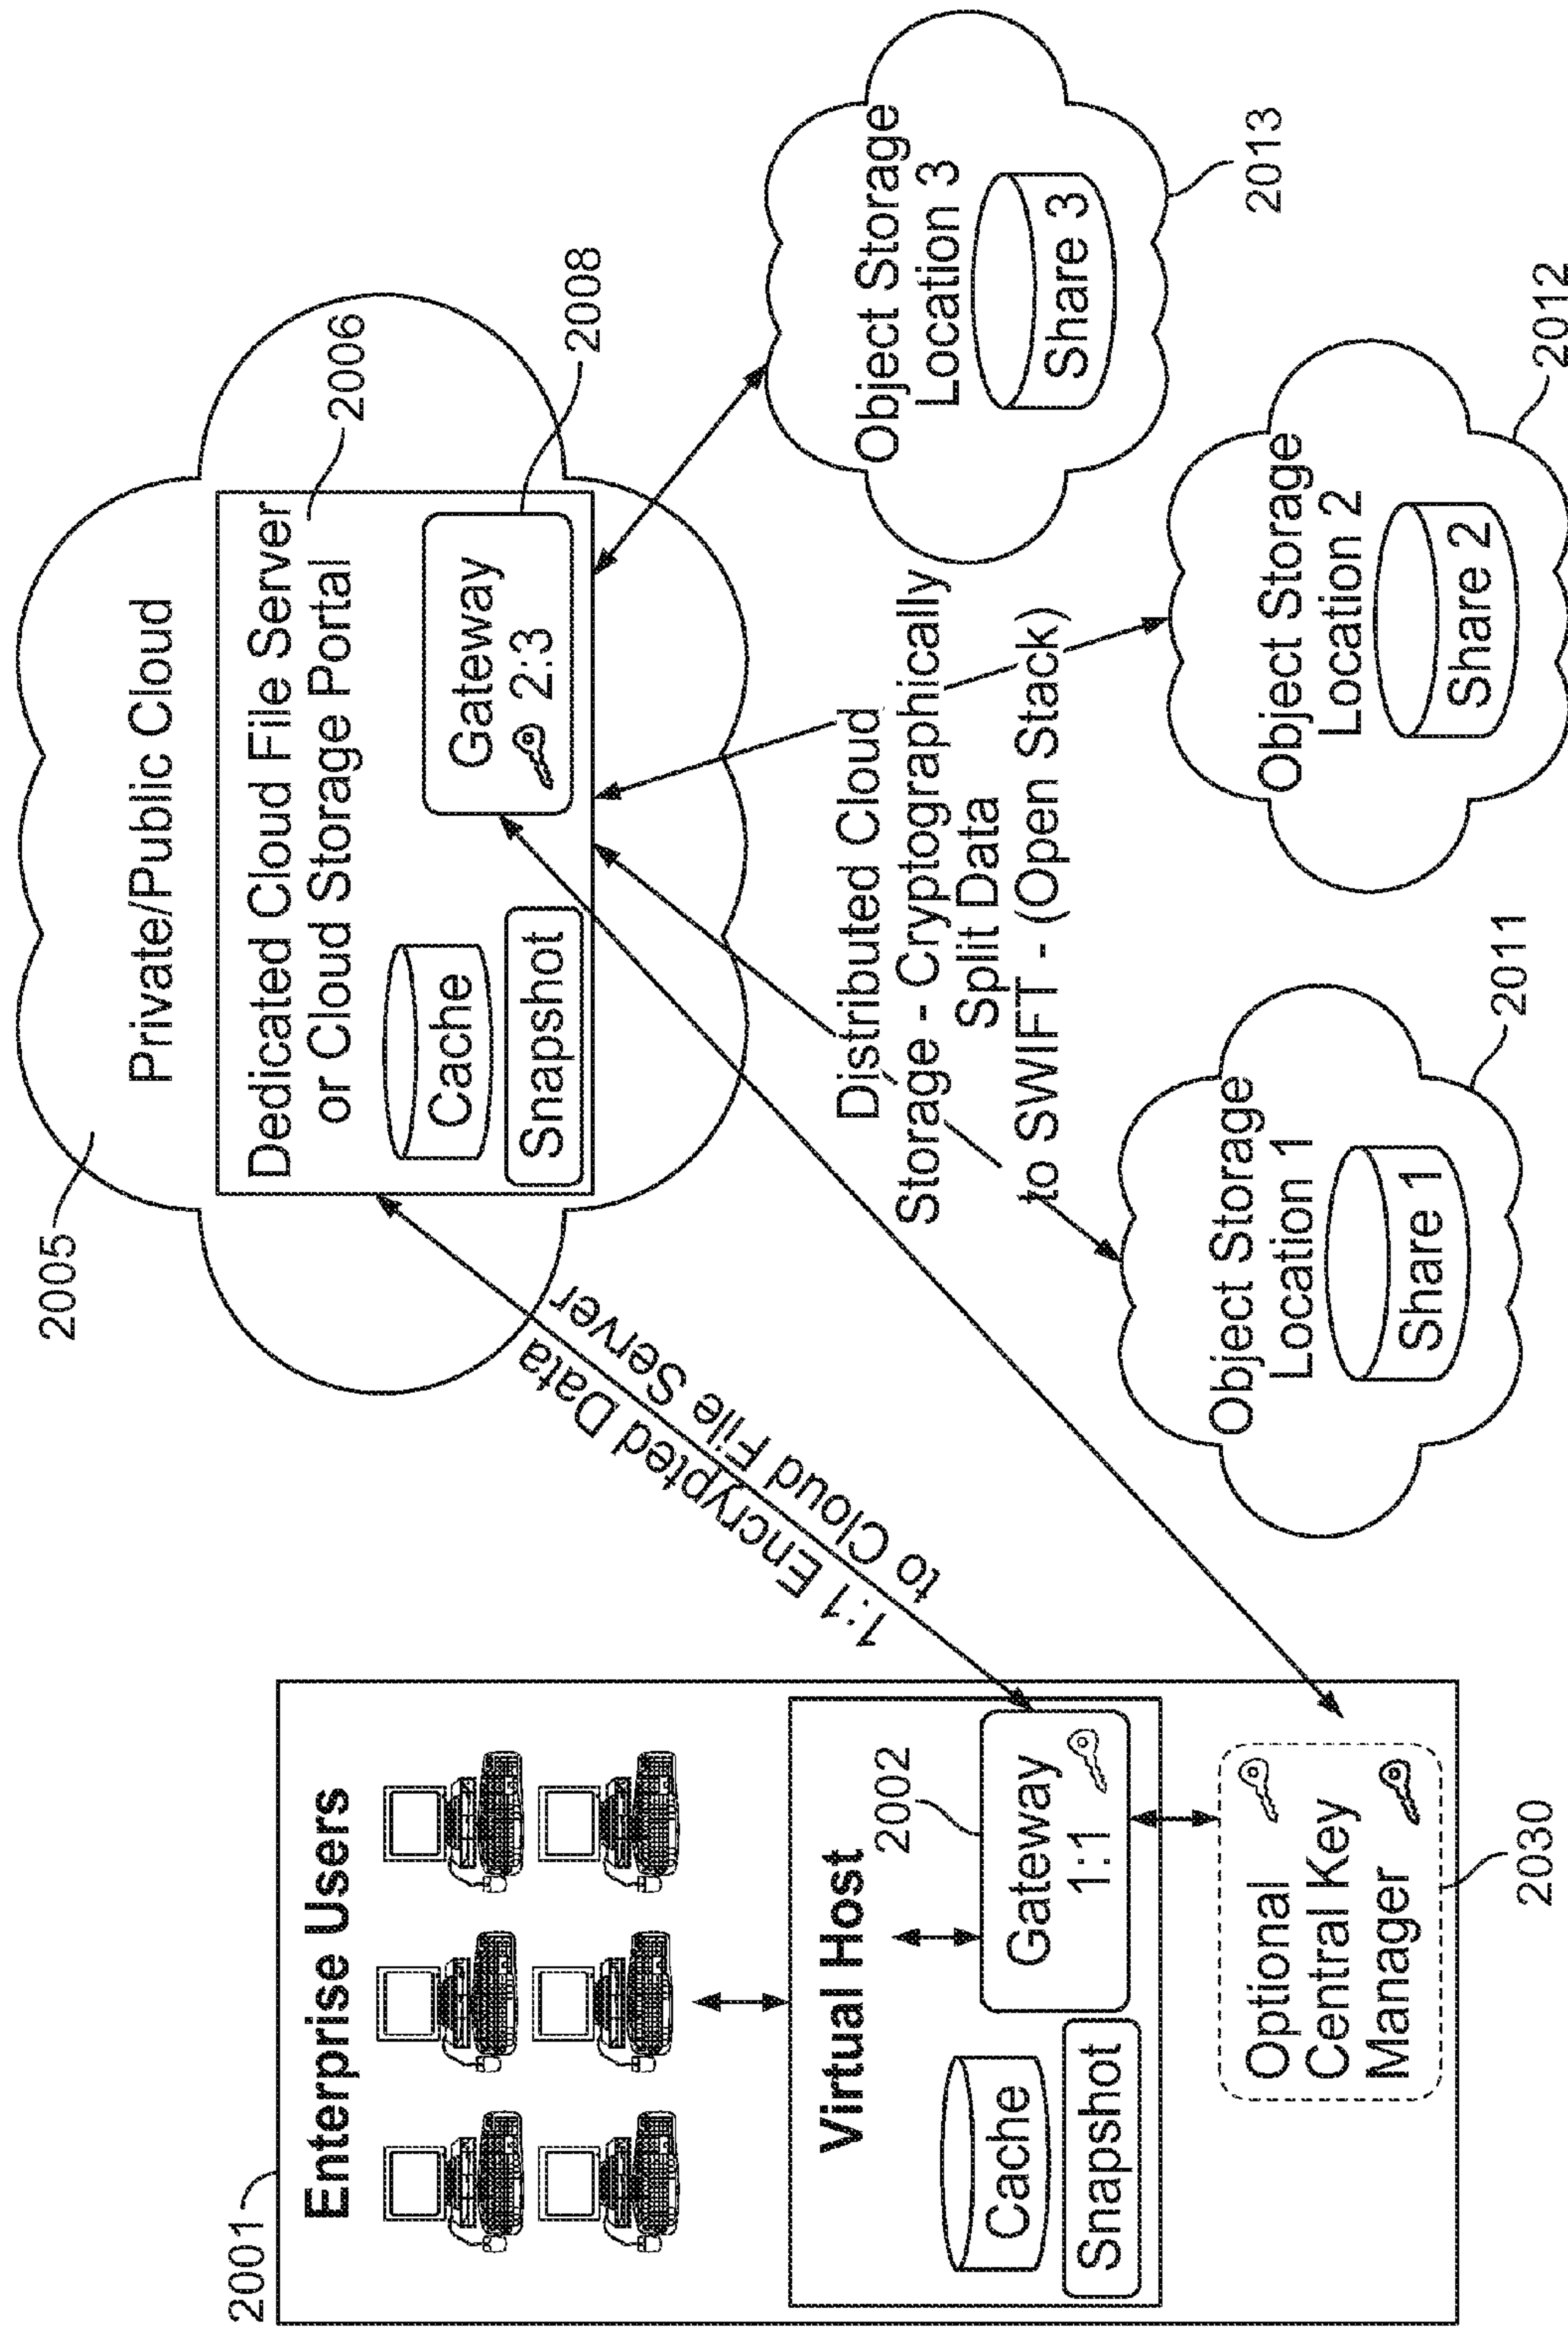 2001
Enterprise Users
Virtual Host
2002
Cache
Snapshot
Gateway
1:1
Optional
Central Key
Manager
2030
1:1 Encrypted Data
to Cloud File Server
2005
Private/Public Cloud
Dedicated Cloud File Server
or Cloud Storage Portal
2006
Cache
Snapshot
Gateway
2:3
2008
Distributed Cloud
Storage - Cryptographically
Split Data
to SWIFT - (Open Stack)
Object Storage
Location 1
Share 1
2011
Object Storage
Location 2
Share 2
2012
Object Storage
Location 3
Share 3
2013